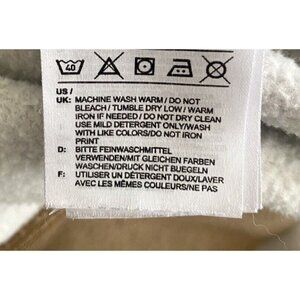 40
US /
UK: MACHINE WASH WARM / DO NOT
BLEACH / TUMBLE DRY LOW / WARM
IRON IF NEEDED / DO NOT DRY CLEAN
USE MILD DETERGENT ONLY/WASH
WITH LIKE COLORS/DO NOT IRON
PRINT
D: BITTE FEINWASCHMITTEL
VERWENDEN/MIT GLEICHEN FARBEN
WASCHEN/DRUCK NICHT BUEGELN
F: UTILISER UN DÉTERGENT DOUX/LAVER
AVEC LES MÊMES COULEURS/NE PAS